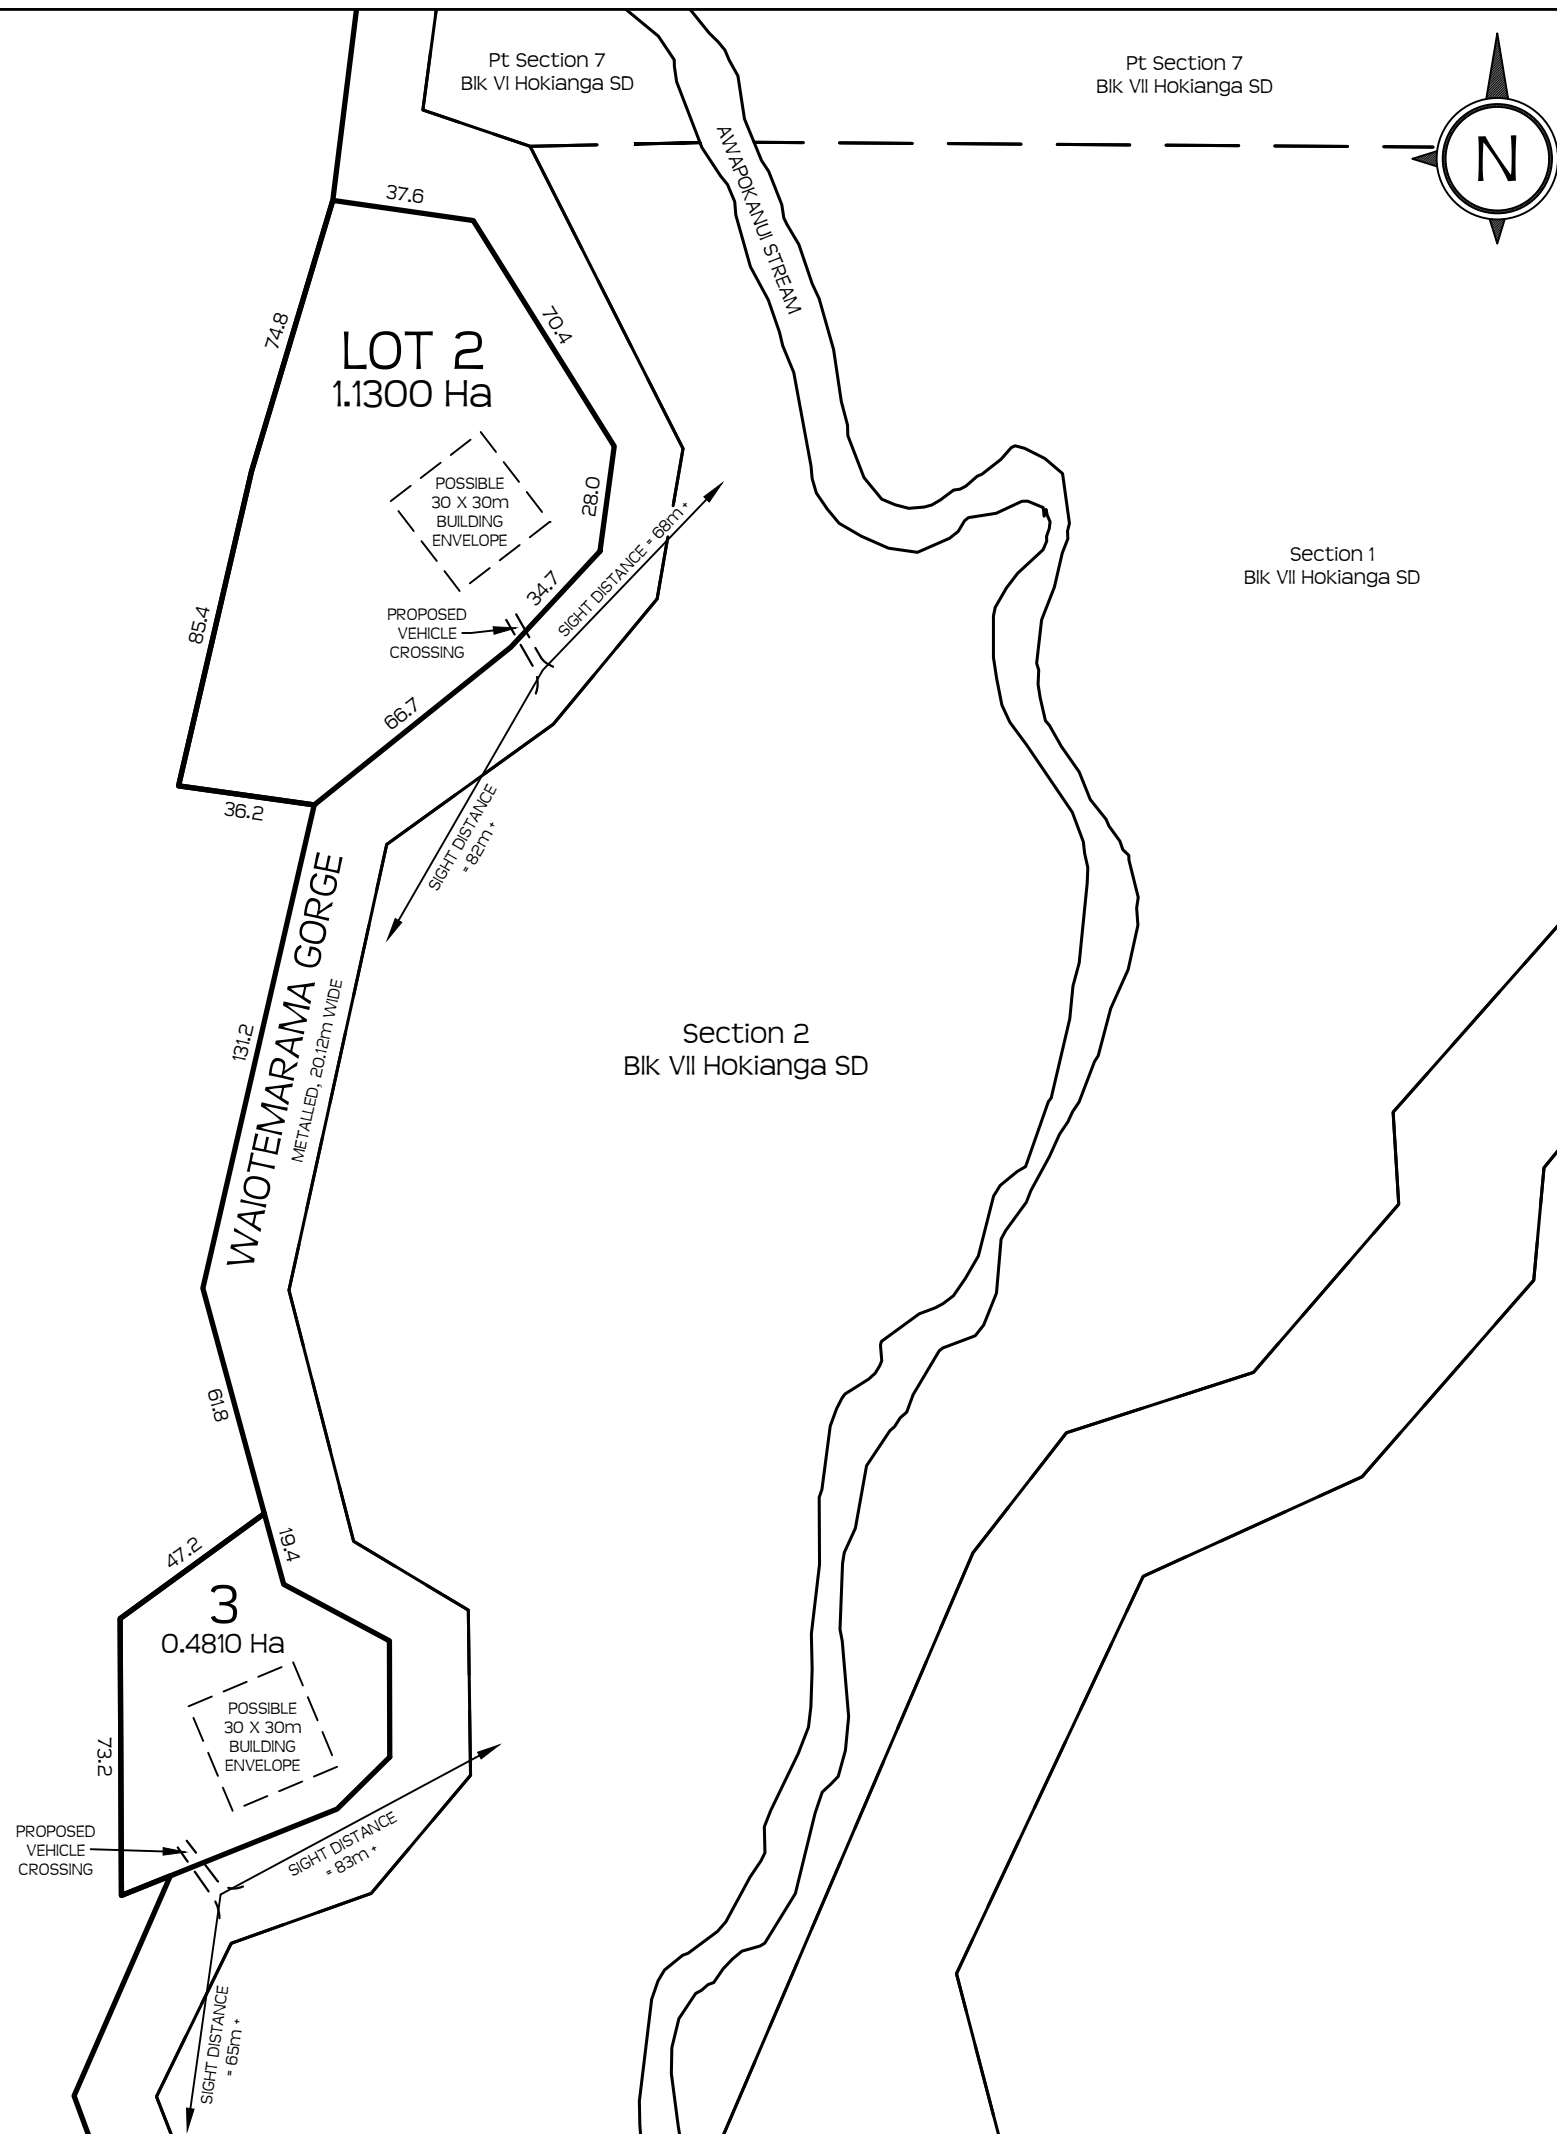 Pt Section 7
Blk VI Hokianga SD
Pt Section 7
Blk VII Hokianga SD
N
AWAPOKANUI STREAM
37.6
74.8
70.4
LOT 2
1.1300 Ha
POSSIBLE
30 X 30m
BUILDING
ENVELOPE
28.0
SIGHT DISTANCE = 68m +
34.7
Section 1
Blk VII Hokianga SD
PROPOSED
VEHICLE
CROSSING
85.4
66.7
36.2
SIGHT DISTANCE
= 82m +
WAIOTEMARAMA GORGE
METALLED, 20.12m WIDE
131.2
Section 2
Blk VII Hokianga SD
61.8
47.2
19.4
3
0.4810 Ha
POSSIBLE
30 X 30m
BUILDING
ENVELOPE
73.2
PROPOSED
VEHICLE
CROSSING
SIGHT DISTANCE
= 83m +
SIGHT DISTANCE
= 65m +